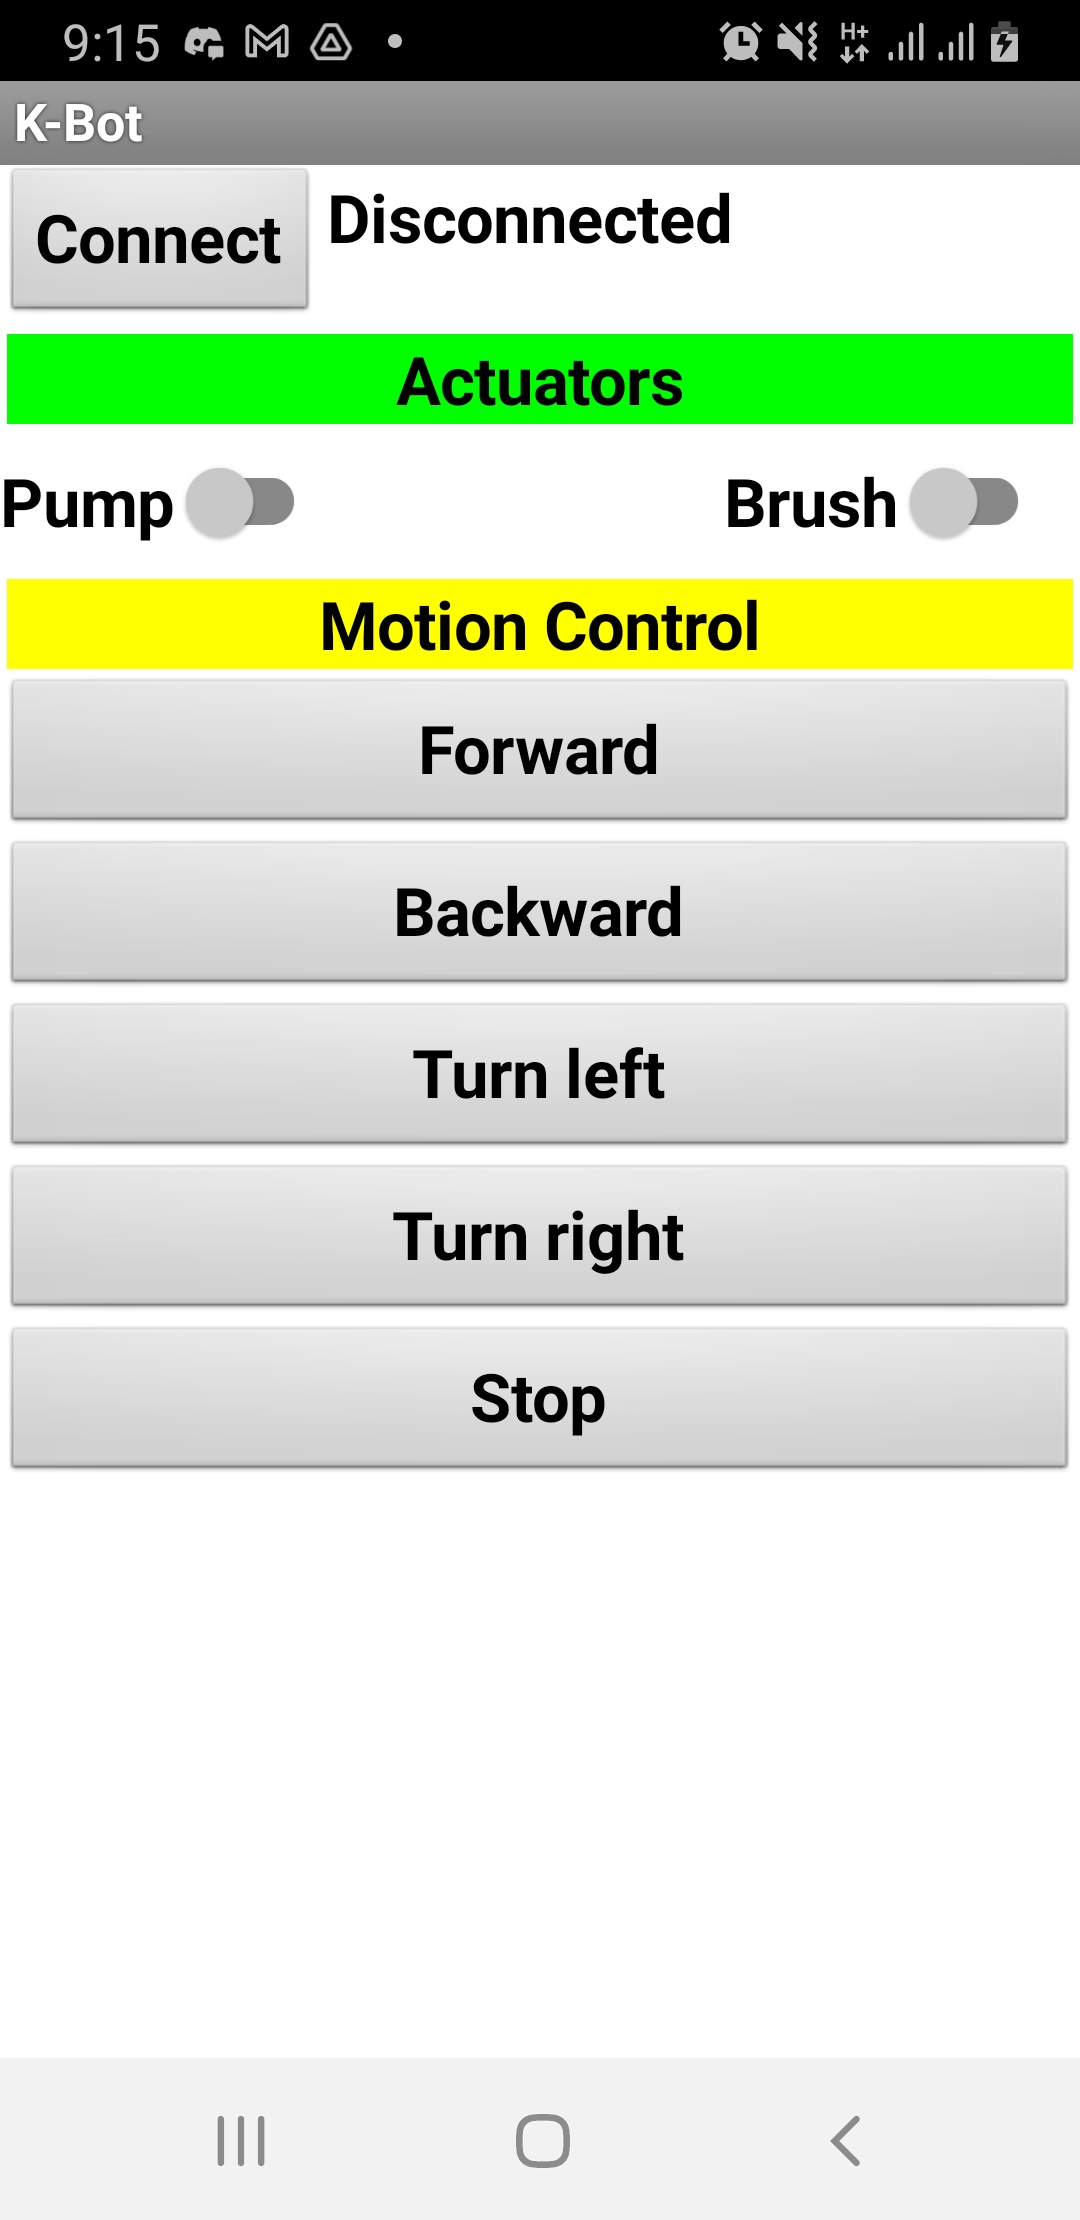 9:15 H+
K-Bot
Connect Disconnected
Actuators
Pump Brush
Motion Control
Forward
Backward
Turn left
Turn right
Stop